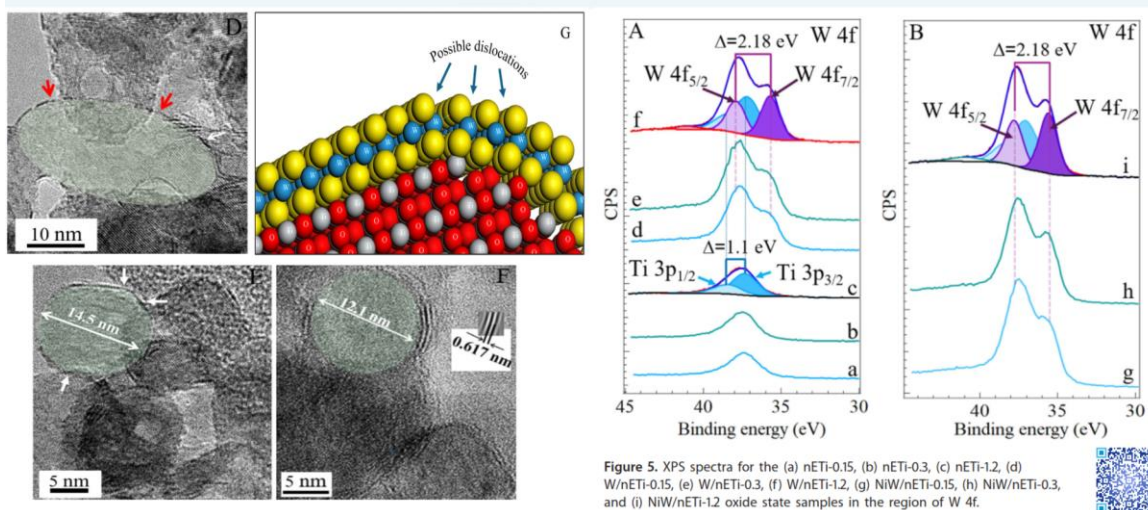 D
10 nm
G
Possible dislocations
14.5 nm
5 nm
F
12.1 nm
0.617 nm
5 nm
A
W 4f
Δ=2.18 eV
W 4f5/2
W 4f7/2
f
e
d
Δ=1.1 eV
Ti 3p1/2
Ti 3p3/2
c
b
a
CPS
45
40
35
30
Binding energy (eV)
B
W 4f
Δ=2.18 eV
W 4f5/2
W 4f7/2
i
h
g
CPS
40
35
30
Binding energy (eV)
Figure 5. XPS spectra for the (a) nETi-0.15, (b) nETi-0.3, (c) nETi-1.2, (d)
W/nETi-0.15, (e) W/nETi-0.3, (f) W/nETi-1.2, (g) NiW/nETi-0.15, (h) NiW/nETi-0.3,
and (i) NiW/nETi-1.2 oxide state samples in the region of W 4f.